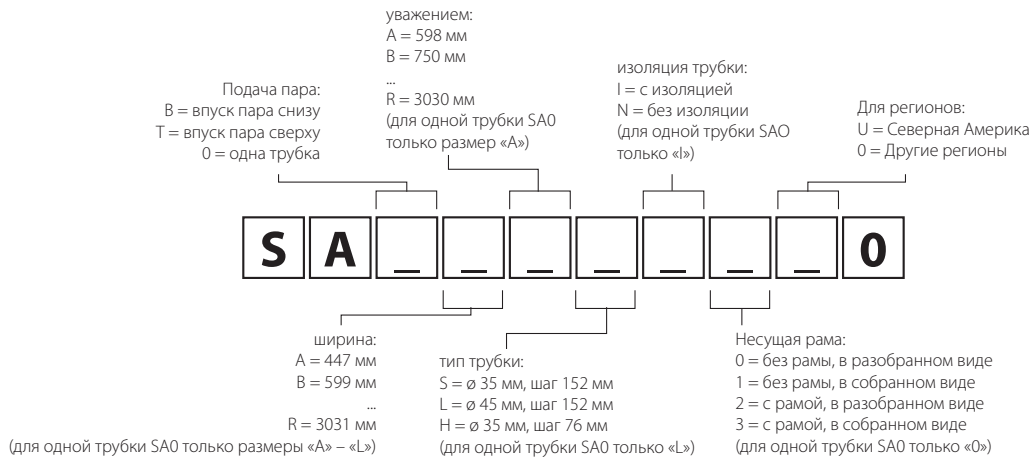 уважением:
A = 598 мм
B = 750 мм
...
R = 3030 мм
(для одной трубки SA0
только размер «A»)
Подача пара:
B = впуск пара снизу
T = впуск пара сверху
0 = одна трубка
изоляция трубки:
I = с изоляцией
N = без изоляции
(для одной трубки SAO
только «I»)
Для регионов:
U = Северная Америка
0 = Другие регионы
S A _ _ _ _ _ _ _ 0
ширина:
A = 447 мм
B = 599 мм
...
R = 3031 мм
(для одной трубки SA0 только размеры «A» – «L»)
тип трубки:
S = ø 35 мм, шаг 152 мм
L = ø 45 мм, шаг 152 мм
H = ø 35 мм, шаг 76 мм
(для одной трубки SA0 только «L»)
Несущая рама:
0 = без рамы, в разобранном виде
1 = без рамы, в собранном виде
2 = с рамой, в разобранном виде
3 = с рамой, в собранном виде
(для одной трубки SA0 только «0»)